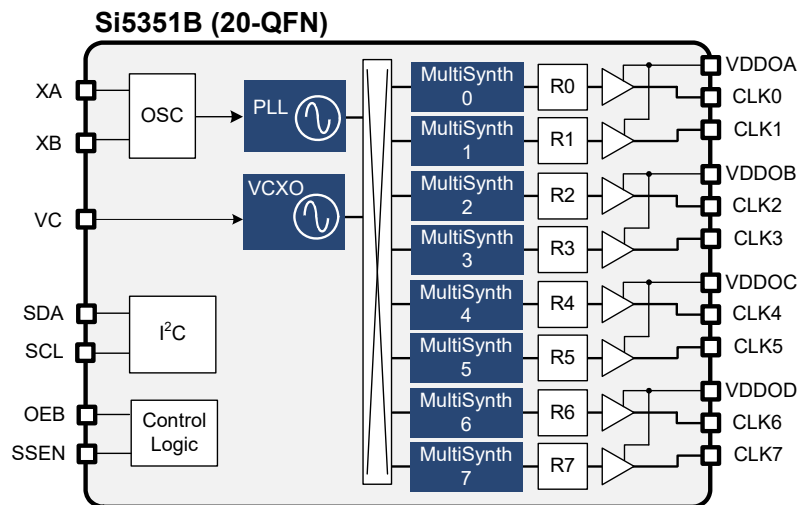 Si5351B (20-QFN)
XA
XB
VC
SDA
SCL
OEB
SSEN
OSC
I²C
Control
Logic
PLL
VCXO
MultiSynth
0
MultiSynth
1
MultiSynth
2
MultiSynth
3
MultiSynth
4
MultiSynth
5
MultiSynth
6
MultiSynth
7
R0
R1
R2
R3
R4
R5
R6
R7
VDDOA
CLK0
CLK1
VDDOB
CLK2
CLK3
VDDOC
CLK4
CLK5
VDDOD
CLK6
CLK7